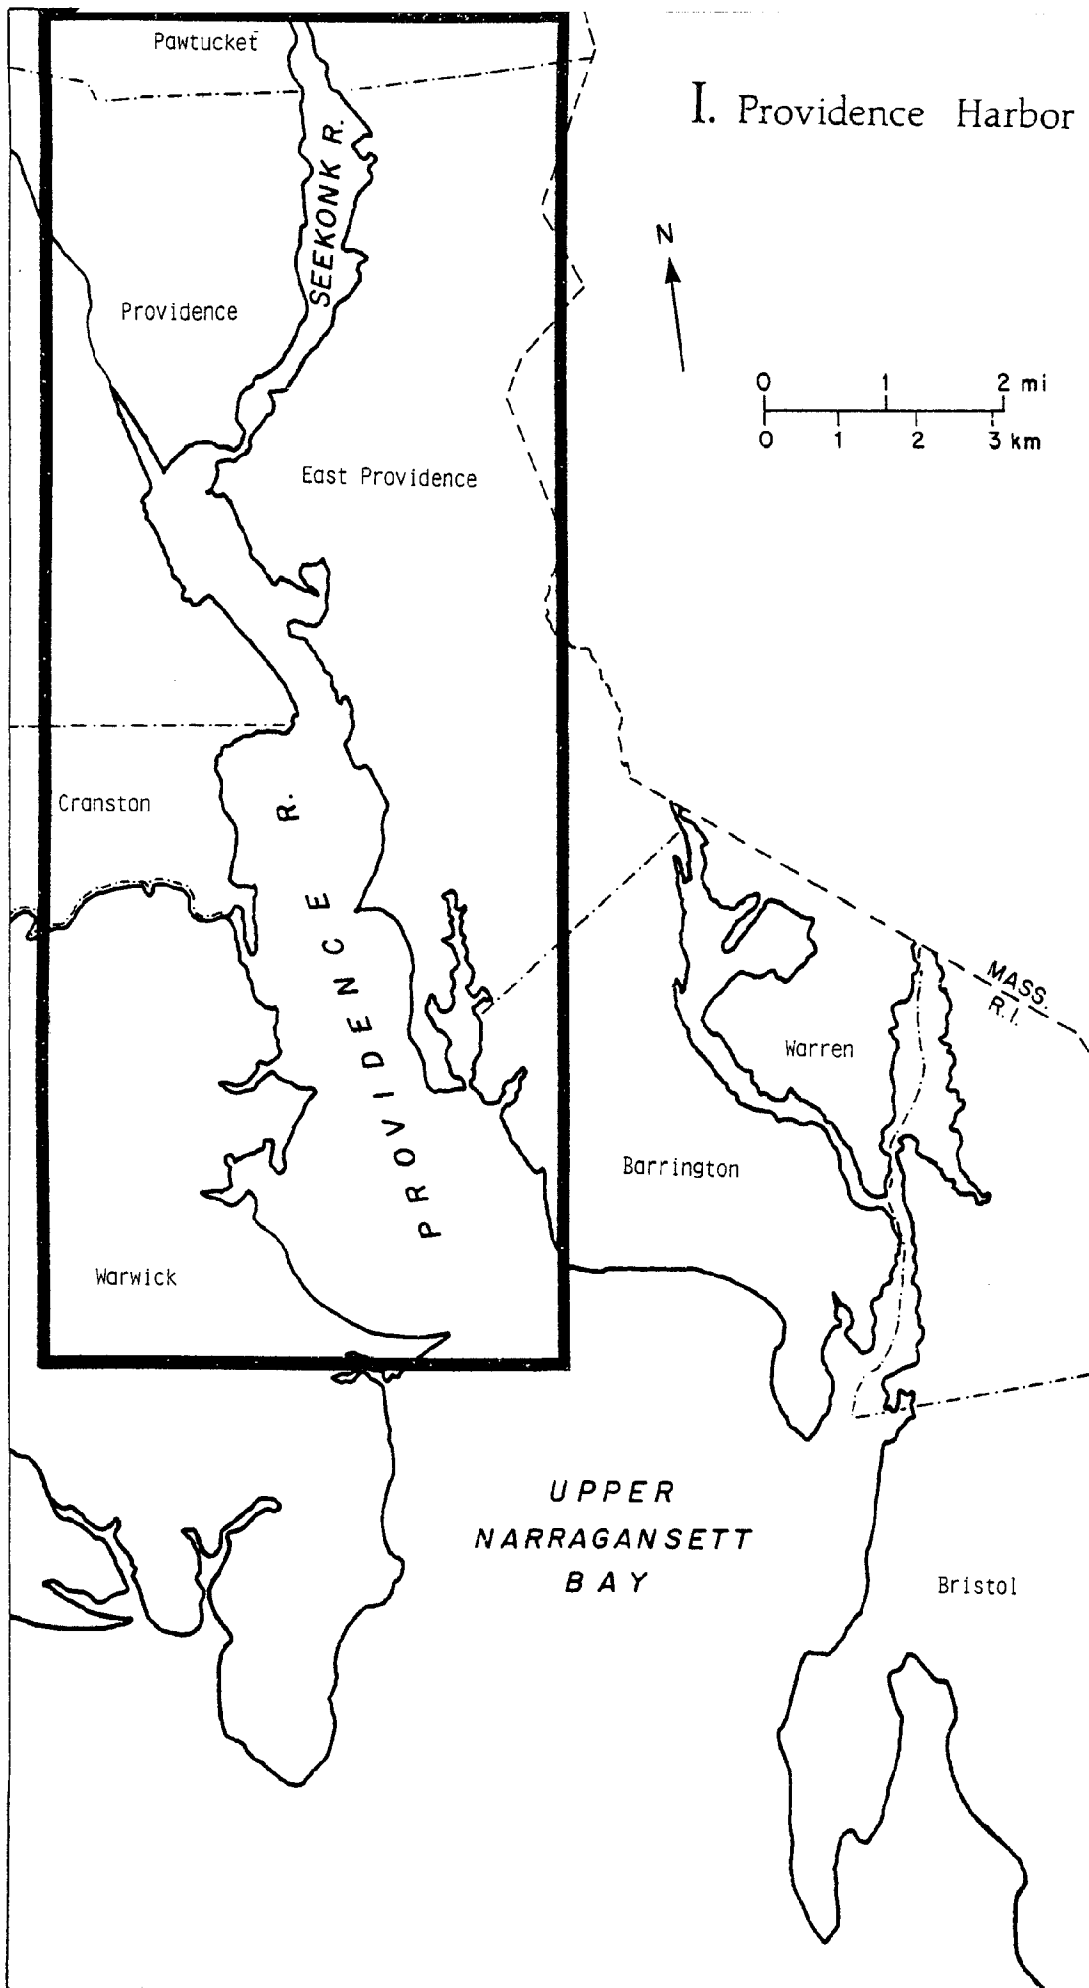 Pawtucket
I. Providence Harbor
SEEKONK R.
N
Providence
0 1 2 mi
0 1 2 3 km
East Providence
Cranston
PROVIDENCE R.
MASS.
R.I.
Warren
Barrington
Warwick
UPPER
NARRAGANSETT
BAY
Bristol